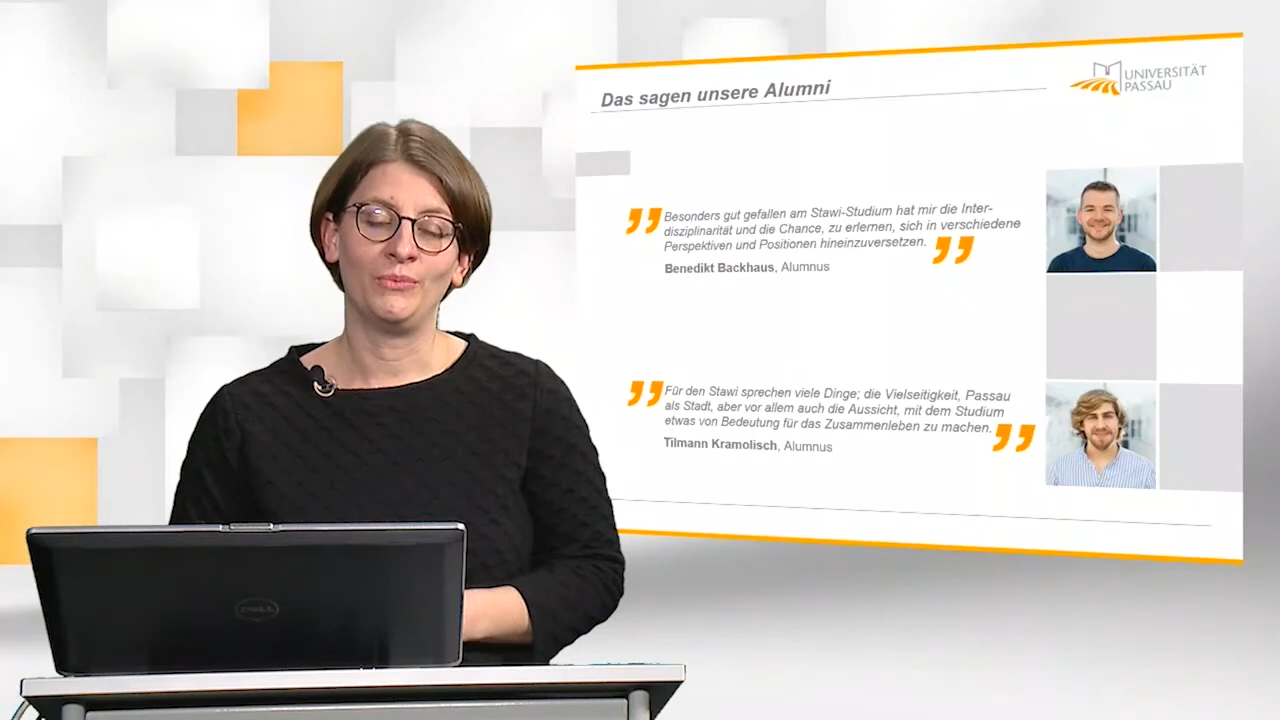 Das sagen unsere Alumni
UNIVERSITÄT
PASSAU
Besonders gut gefallen am Stawi-Studium hat mir die Inter-
disziplinarität und die Chance, zu erlernen, sich in verschiedene
Perspektiven und Positionen hineinzuversetzen.
Benedikt Backhaus, Alumnus
Für den Stawi sprechen viele Dinge; die Vielseitigkeit, Passau
als Stadt, aber vor allem auch die Aussicht, mit dem Studium
etwas von Bedeutung für das Zusammenleben zu machen.
Tilmann Kramolisch, Alumnus
DELL